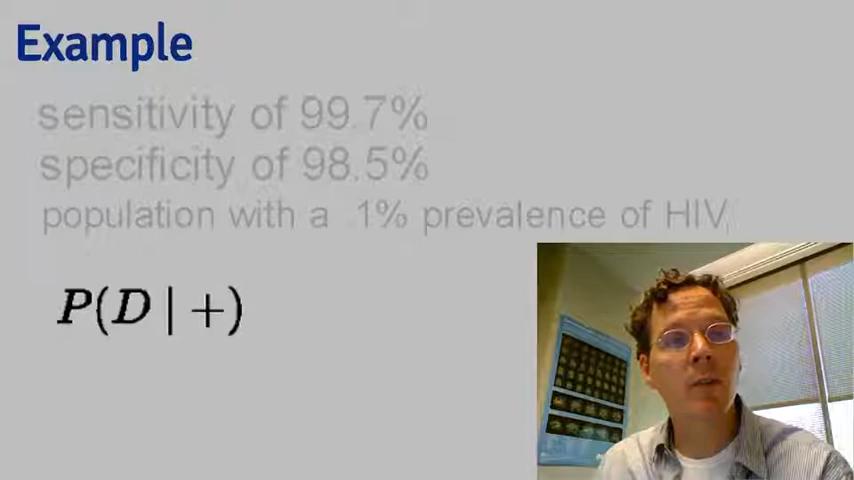 Example
sensitivity of 99.7%
specificity of 98.5%
population with a .1% prevalence of HIV
P(D | +)